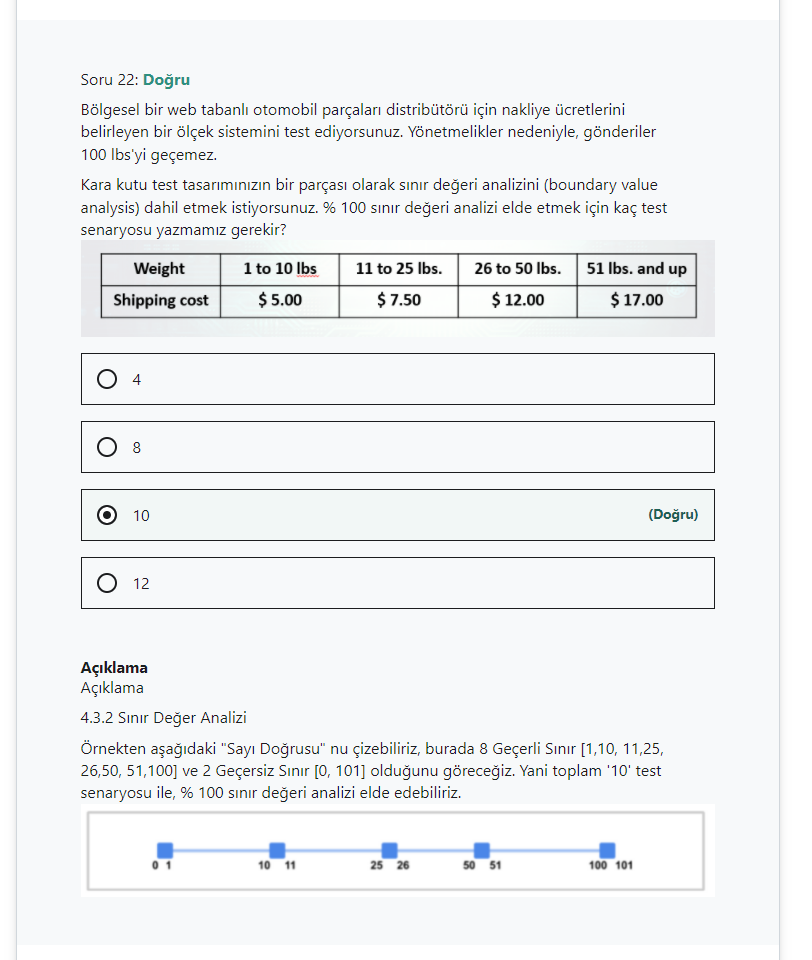 Soru 22: Doğru
Bölgesel bir web tabanlı otomobil parçaları distribütörü için nakliye ücretlerini
belirleyen bir ölçek sistemini test ediyorsunuz. Yönetmelikler nedeniyle, gönderiler
100 lbs'yi geçemez.
Kara kutu test tasarımınızın bir parçası olarak sınır değeri analizini (boundary value
analysis) dahil etmek istiyorsunuz. % 100 sınır değeri analizi elde etmek için kaç test
senaryosu yazmamız gerekir?
Weight 1 to 10 lbs 11 to 25 lbs. 26 to 50 lbs. 51 lbs. and up
Shipping cost $ 5.00 $ 7.50 $ 12.00 $ 17.00
4
8
10 (Doğru)
12
Açıklama
Açıklama
4.3.2 Sınır Değer Analizi
Örnekten aşağıdaki "Sayı Doğrusu" nu çizebiliriz, burada 8 Geçerli Sınır [1,10, 11,25,
26,50, 51,100] ve 2 Geçersiz Sınır [0, 101] olduğunu göreceğiz. Yani toplam '10' test
senaryosu ile, % 100 sınır değeri analizi elde edebiliriz.
0 1 10 11 25 26 50 51 100 101